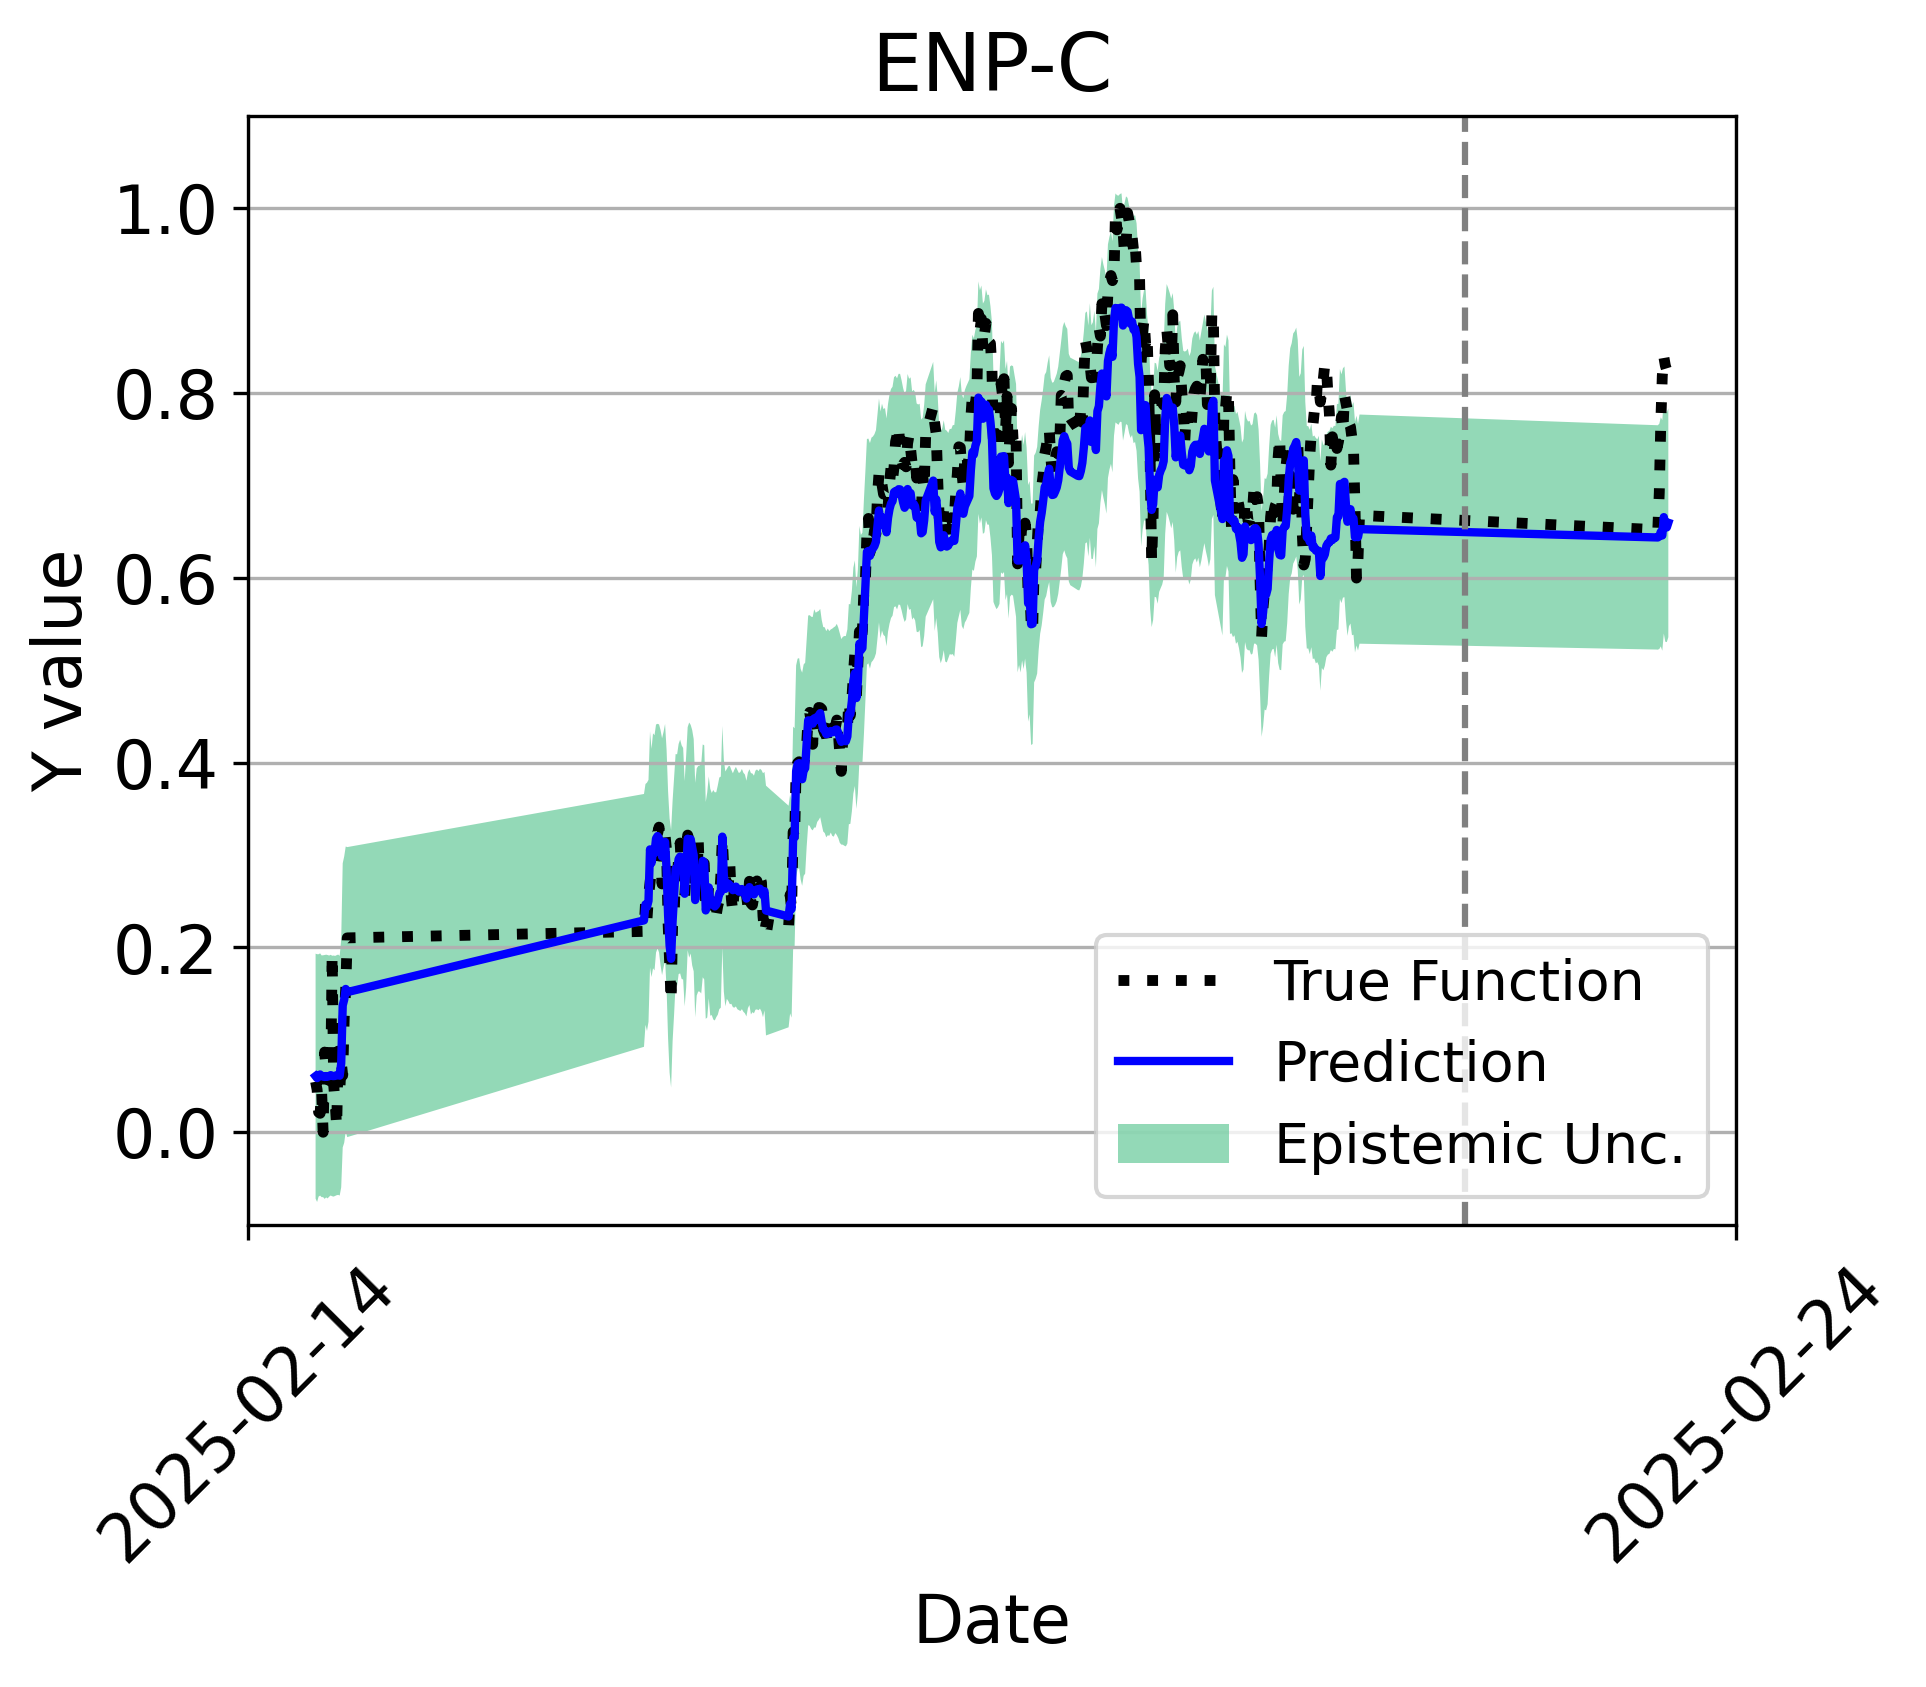 ENP-C
Y value
1.0
0.8
0.6
0.4
0.2
0.0
True Function
Prediction
Epistemic Unc.
2025-02-14
2025-02-24
Date